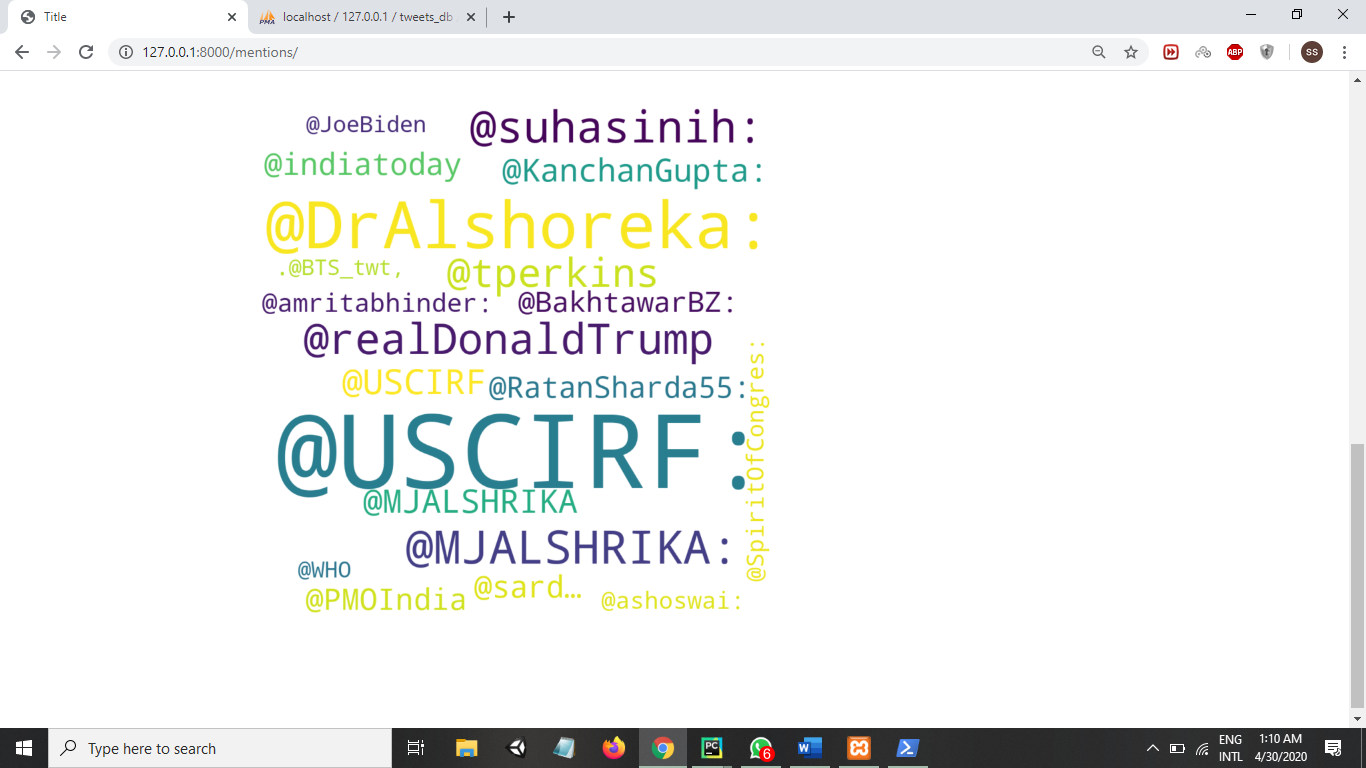 Title
localhost / 127.0.0.1 / tweets_db
127.0.0.1:8000/mentions/
ABP
SS
@JoeBiden
@suhasinih:
@indiatoday
@KanchanGupta:
@DrAlshoreka:
.@BTS_twt,
@tperkins
@amritabhinder:
@BakhtawarBZ:
@realDonaldTrump
@USCIRF
@RatanSharda55:
@SpiritOfCongres:
@USCIRF:
@MJALSHRIKA
@MJALSHRIKA:
@WHO
@sard…
@PMOIndia
@ashoswai:
Type here to search
PC
6
W
ENG
INTL
1:10 AM
4/30/2020